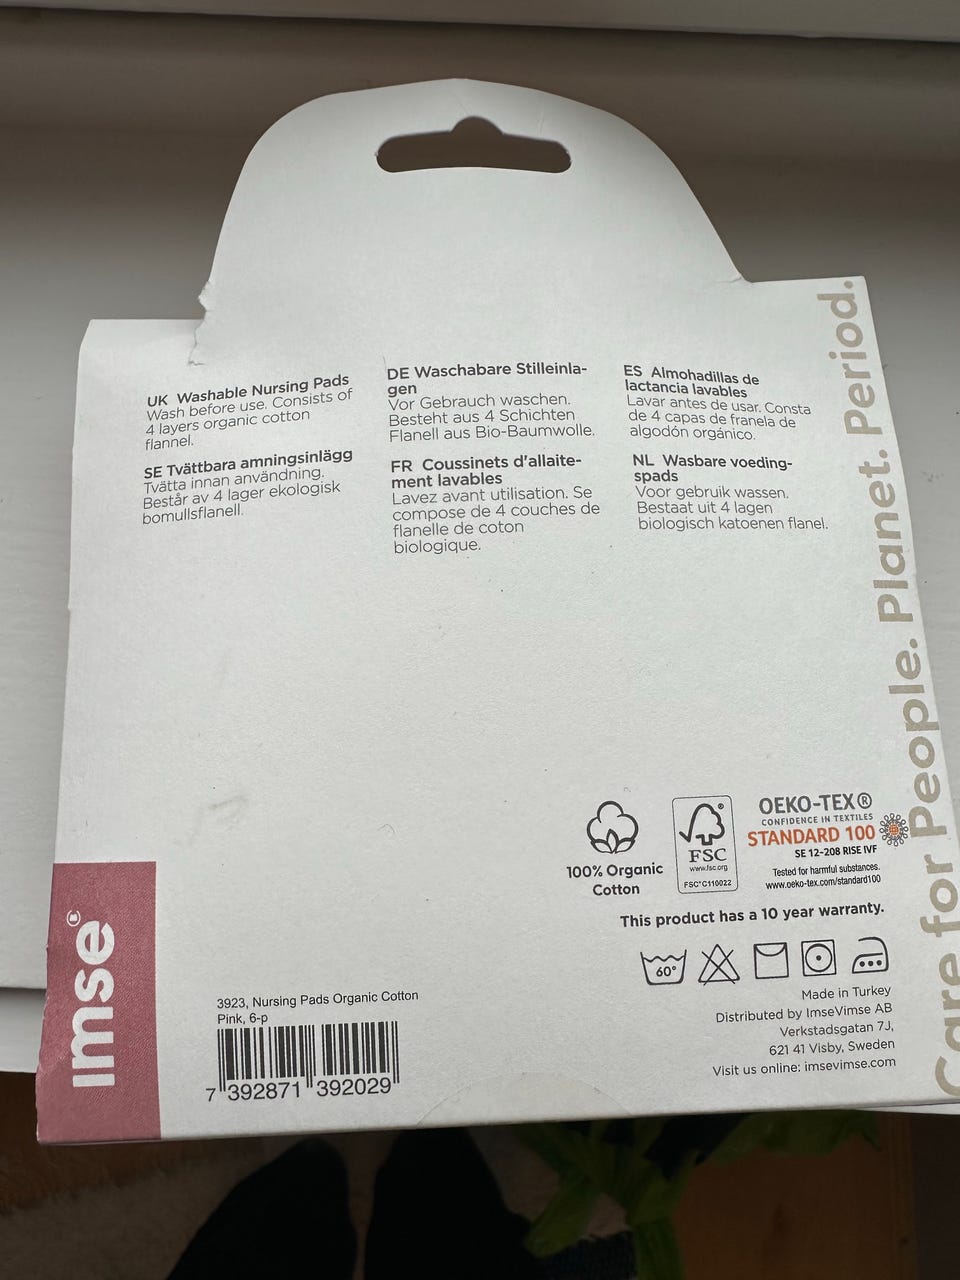 UK Washable Nursing Pads
Wash before use. Consists of
4 layers organic cotton
flannel.
SE Tvättbara amningsinlägg
Tvätta innan användning.
Består av 4 lager ekologisk
bomullsflanell.
DE Waschabare Stilleinla-
gen
Vor Gebrauch waschen.
Besteht aus 4 Schichten
Flanell aus Bio-Baumwolle.
FR Coussinets d'allaite-
ment lavables
Lavez avant utilisation. Se
compose de 4 couches de
flanelle de coton
biologique.
ES Almohadillas de
lactancia lavables
Lavar antes de usar. Consta
de 4 capas de franela de
algodón orgánico.
NL Wasbare voeding-
spads
Voor gebruik wassen.
Bestaat uit 4 lagen
biologisch katoenen flanel.
Care for People. Planet. Period.
100% Organic
Cotton
FSC
www.fsc.org
FSC® C110022
OEKO-TEX®
CONFIDENCE IN TEXTILES
STANDARD 100
SE 12-208 RISE IVF
Tested for harmful substances.
www.oeko-tex.com/standard100
This product has a 10 year warranty.
60°
Made in Turkey
Distributed by ImseVimse AB
Verkstadsgatan 7J,
621 41 Visby, Sweden
Visit us online: imsevimse.com
Imse®
3923, Nursing Pads Organic Cotton
Pink, 6-p
7 392871 392029